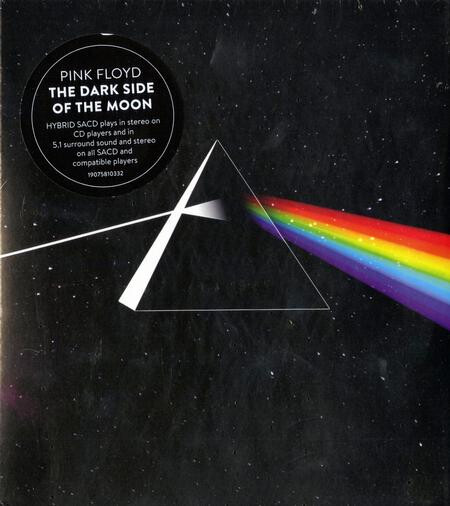 PINK FLOYD
THE DARK SIDE
OF THE MOON
HYBRID SACD plays in stereo on
CD players and in
5.1 surround sound and stereo
on all SACD and
compatible players
19075810332